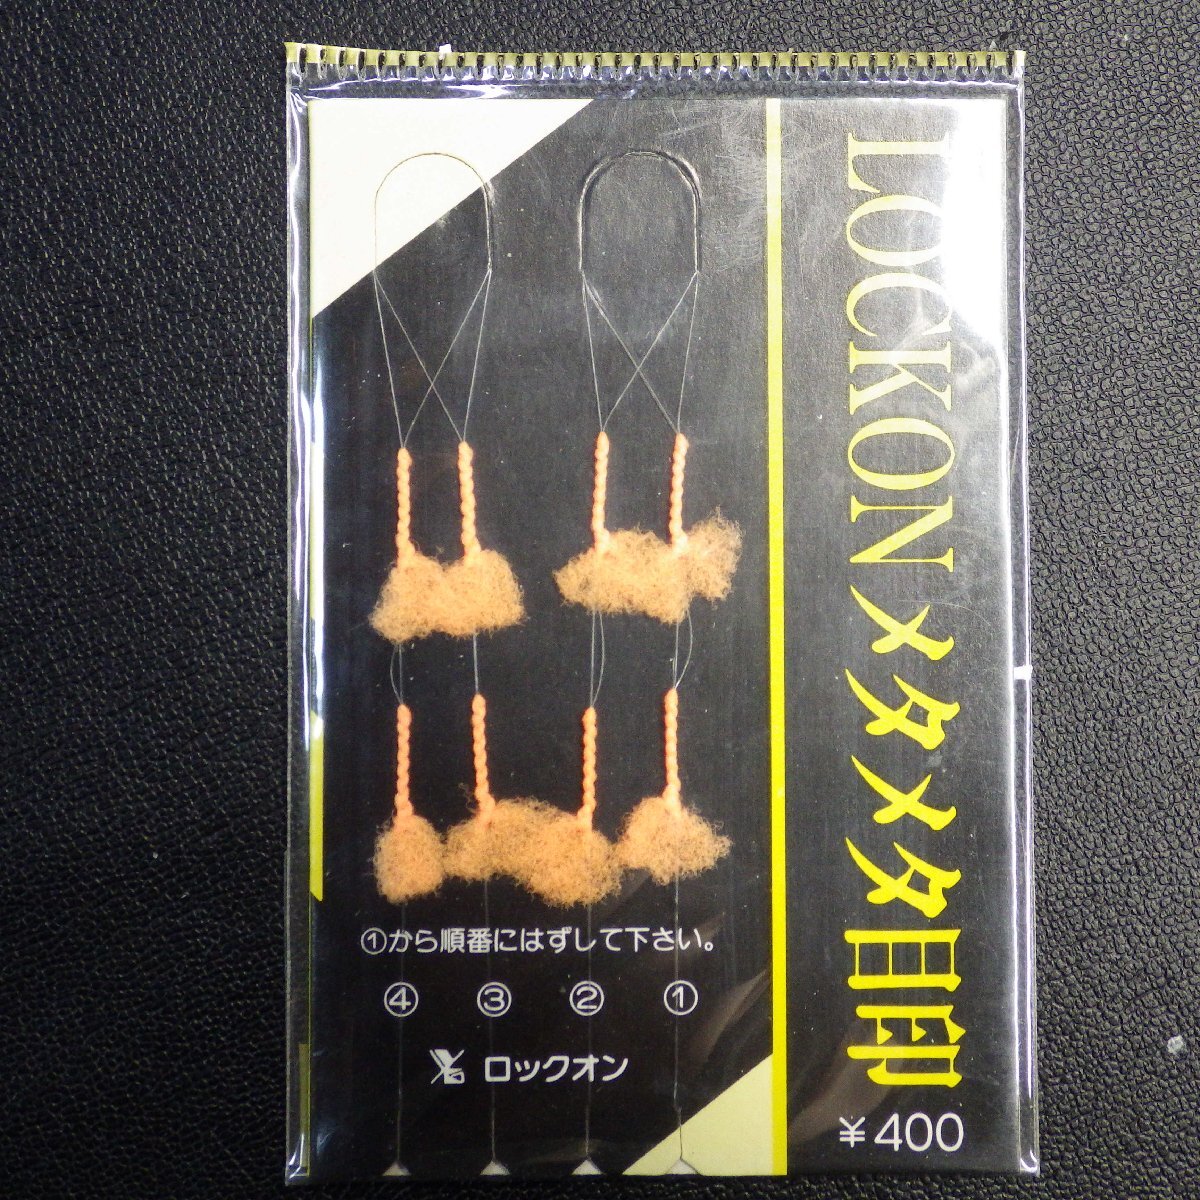 LOCKONメタメタ目印
¥400
①から順番にはずして下さい。
④ ③ ② ①
ロックオン